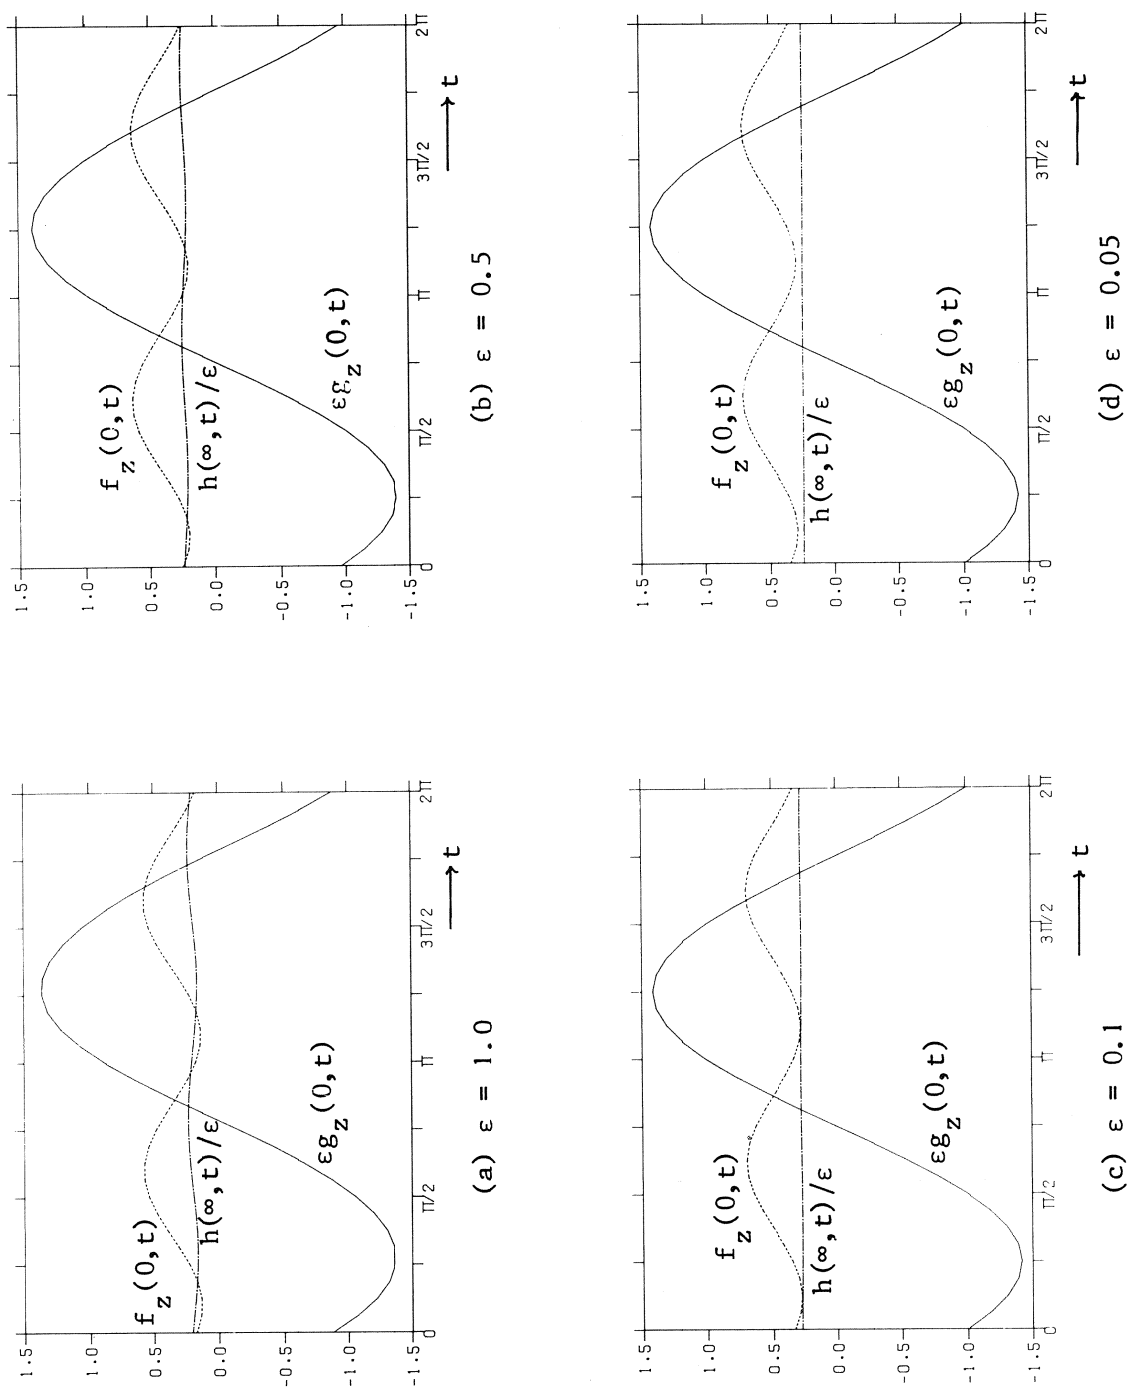 1.5
1.0
0.5
0.0
-0.5
-1.0
-1.5
0
π/2
π
3π/2
2π
f_z(0,t)
h(∞,t)/ε
εg_z(0,t)
⟶t
(a) ε = 1.0
1.5
1.0
0.5
0.0
-0.5
-1.0
-1.5
0
π/2
π
3π/2
2π
f_z(0,t)
h(∞,t)/ε
εg_z(0,t)
⟶t
(b) ε = 0.5
1.5
1.0
0.5
0.0
-0.5
-1.0
-1.5
0
π/2
π
3π/2
2π
f_z(0,t)
h(∞,t)/ε
εg_z(0,t)
⟶t
(c) ε = 0.1
1.5
1.0
0.5
0.0
-0.5
-1.0
-1.5
0
π/2
π
3π/2
2π
f_z(0,t)
h(∞,t)/ε
εg_z(0,t)
⟶t
(d) ε = 0.05